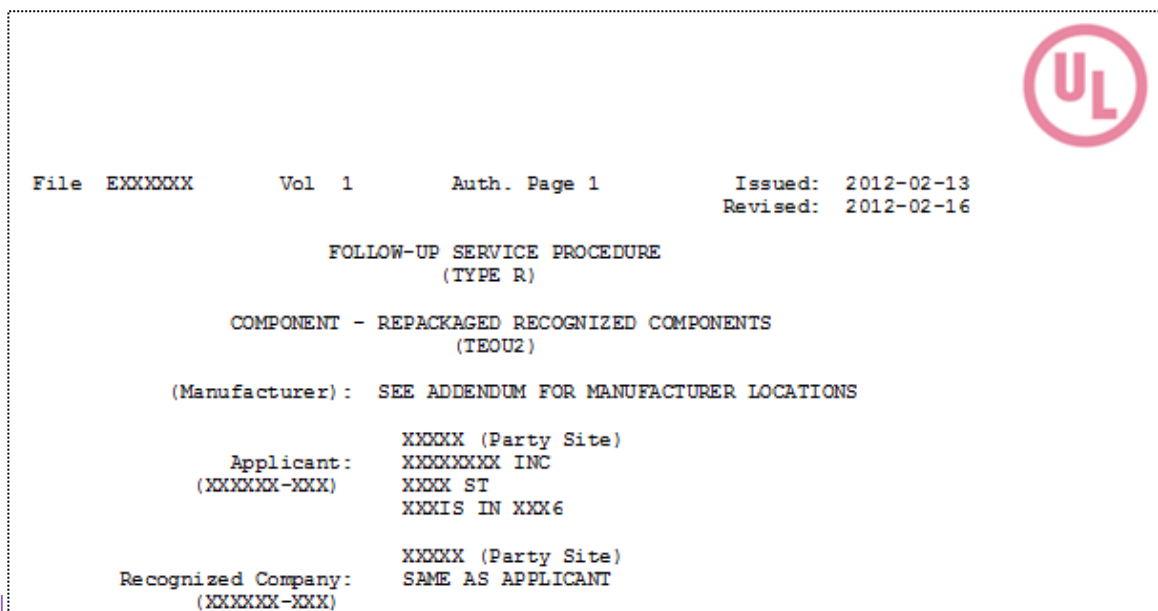 UL
File EXXXXXX Vol 1 Auth. Page 1 Issued: 2012-02-13
Revised: 2012-02-16
FOLLOW-UP SERVICE PROCEDURE
(TYPE R)
COMPONENT - REPACKAGED RECOGNIZED COMPONENTS
(TEOU2)
(Manufacturer): SEE ADDENDUM FOR MANUFACTURER LOCATIONS
XXXXX (Party Site)
Applicant: XXXXXXXX INC
(XXXXXX-XXX) XXXX ST
XXXIS IN XXX6
XXXXX (Party Site)
Recognized Company: SAME AS APPLICANT
(XXXXXX-XXX)